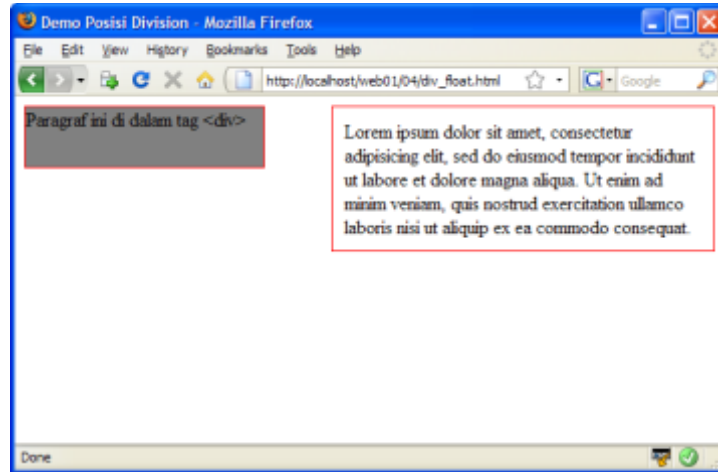 Demo Posisi Division - Mozilla Firefox
File Edit View History Bookmarks Tools Help
http://localhost/web01/04/div_float.html Google
Paragraf ini di dalam tag <div>
Lorem ipsum dolor sit amet, consectetur
adipisicing elit, sed do eiusmod tempor incididunt
ut labore et dolore magna aliqua. Ut enim ad
minim veniam, quis nostrud exercitation ullamco
laboris nisi ut aliquip ex ea commodo consequat.
Done